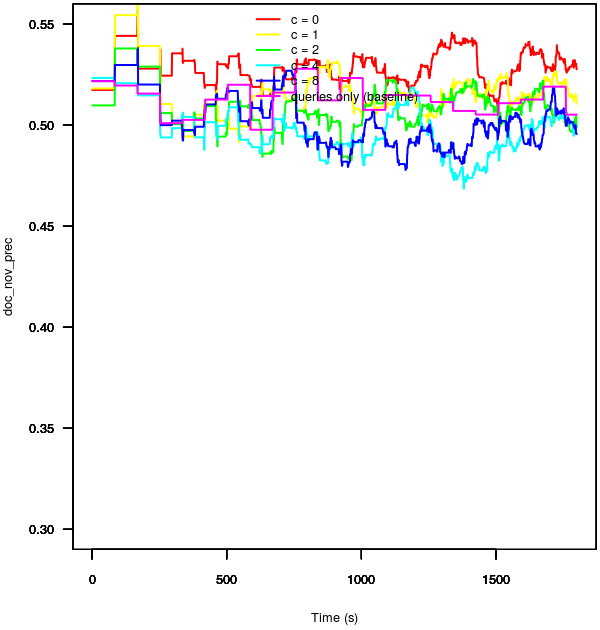 c = 0
c = 1
c = 2
c = 4
c = 8
queries only (baseline)
0.55
0.50
0.45
0.40
0.35
0.30
doc_nov_prec
0 500 1000 1500
Time (s)